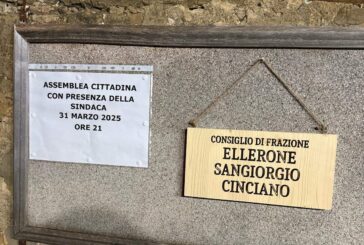 ASSEMBLEA CITTADINA
CON PRESENZA DELLA
SINDACA
31 MARZO 2025
ORE 21
CONSIGLIO DI FRAZIONE
ELLERONE
SANGIORGIO
CINCIANO